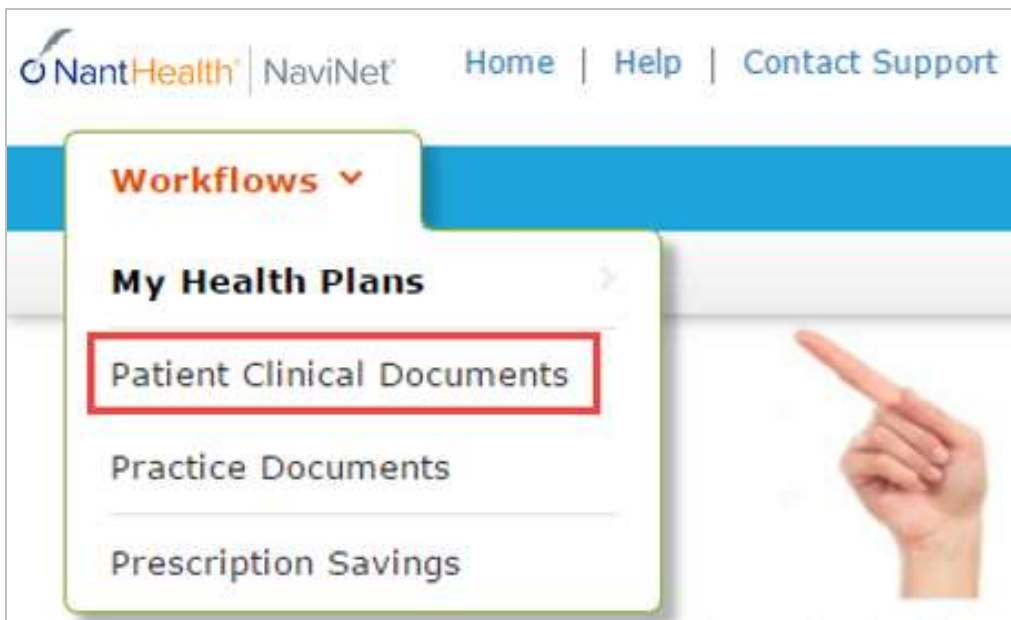 NantHealth® | NaviNet® Home | Help | Contact Support
Workflows
My Health Plans
Patient Clinical Documents
Practice Documents
Prescription Savings